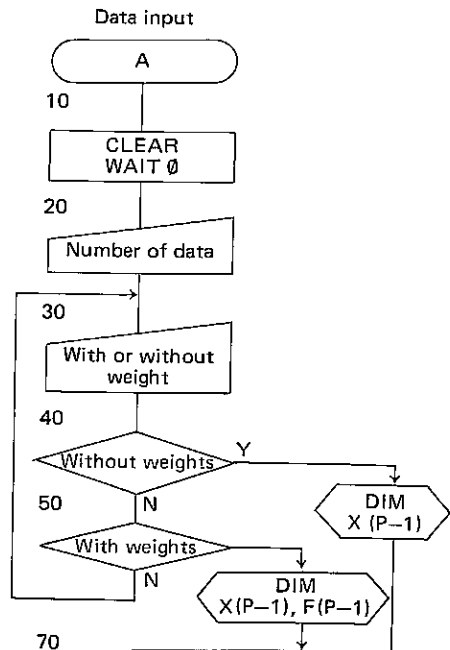 Data input
A
10
CLEAR
WAIT Ø
20
Number of data
30
With or without
weight
40
Without weights
Y
DIM
X (P–1)
50
N
With weights
N
DIM
X(P–1), F(P–1)
70